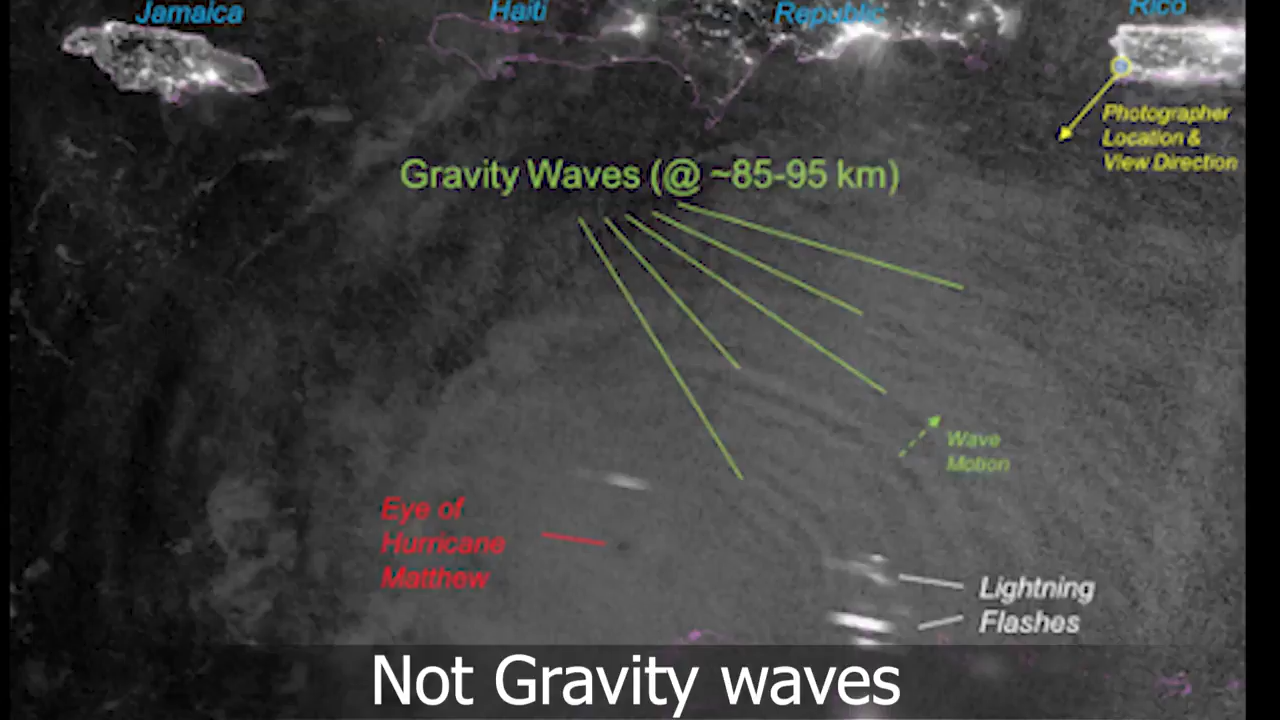 Jamaica
Haiti
Republic
Rico
Photographer
Location &
View Direction
Gravity Waves (@ ~85-95 km)
Wave
Motion
Eye of
Hurricane
Matthew
Lightning
Flashes
Not Gravity waves